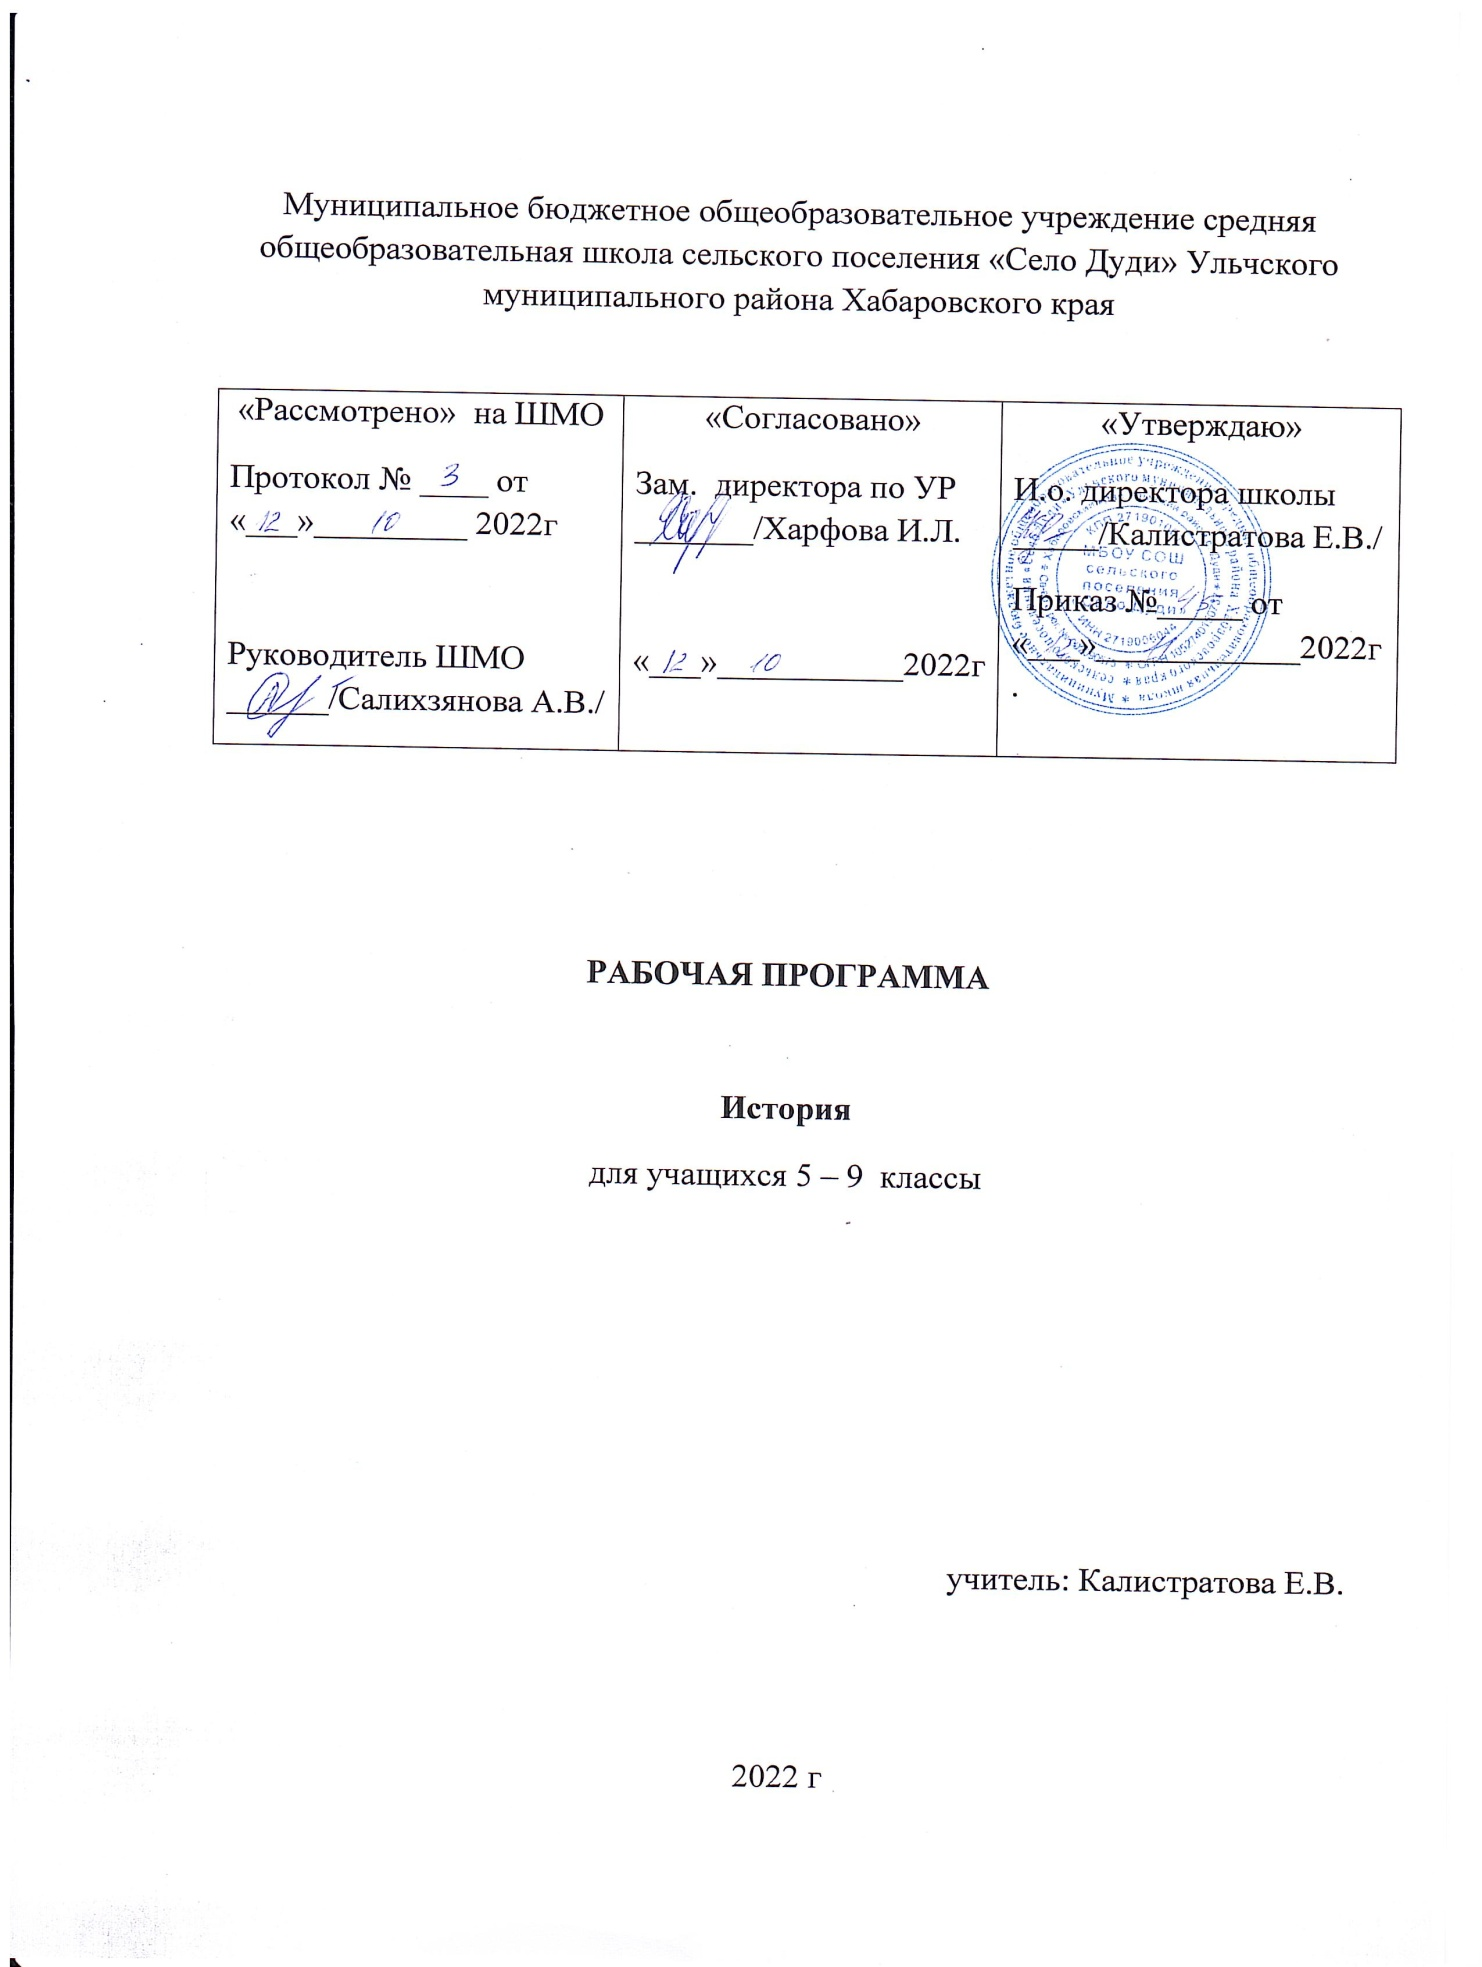 Муниципальное бюджетное общеобразовательное учреждение средняя
общеобразовательная школа сельского поселения «Село Дуди» Ульчского
муниципального района Хабаровского края
«Рассмотрено»  на ШМО
Протокол № 3 от
«12» 10 2022г
Руководитель ШМО
/Салихзянова А.В./
«Согласовано»
Зам.  директора по УР
/Харфова И.Л.
«12» 10 2022г
«Утверждаю»
И.о. директора школы
/Калистратова Е.В./
Приказ № от
«___»____________2022г
.
МБОУ СОШ
сельского
поселения
РАБОЧАЯ ПРОГРАММА
История
для учащихся 5 – 9  классы
учитель: Калистратова Е.В.
2022 г